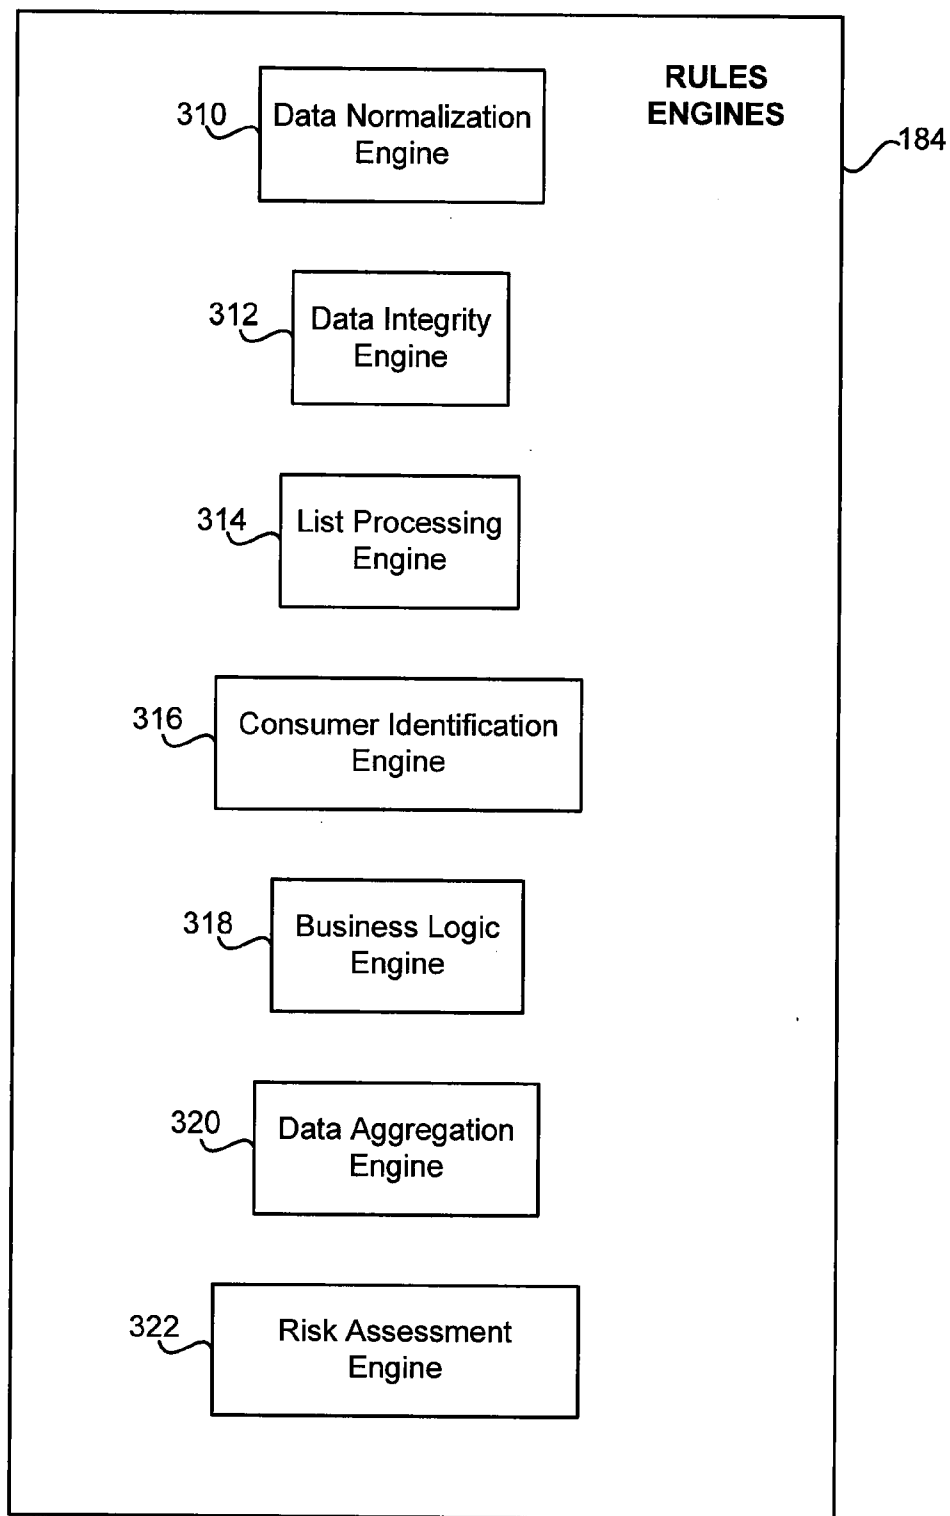 RULES
ENGINES
184
310
Data Normalization
Engine
312
Data Integrity
Engine
314
List Processing
Engine
316
Consumer Identification
Engine
318
Business Logic
Engine
320
Data Aggregation
Engine
322
Risk Assessment
Engine